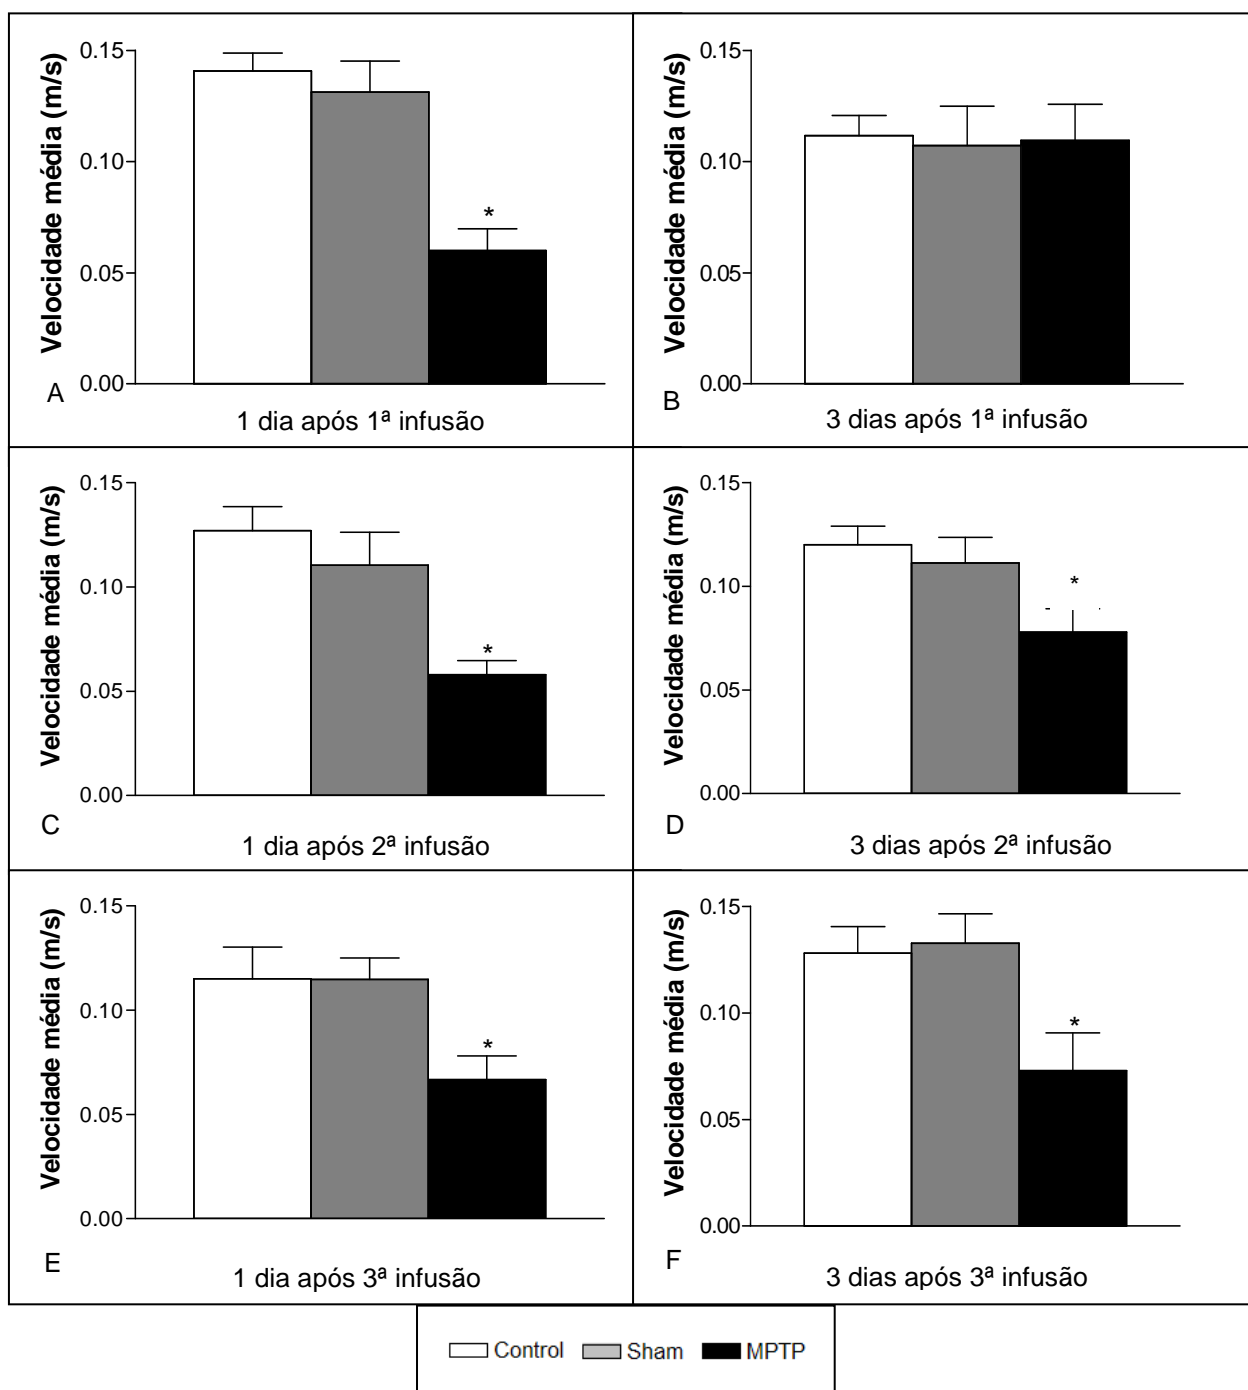 Velocidade média (m/s)
0.15
0.10
0.05
0.00
*
A
1 dia após 1ª infusão
Velocidade média (m/s)
0.15
0.10
0.05
0.00
B
3 dias após 1ª infusão
Velocidade média (m/s)
0.15
0.10
0.05
0.00
*
C
1 dia após 2ª infusão
Velocidade média (m/s)
0.15
0.10
0.05
0.00
*
D
3 dias após 2ª infusão
Velocidade média (m/s)
0.15
0.10
0.05
0.00
*
E
1 dia após 3ª infusão
Velocidade média (m/s)
0.15
0.10
0.05
0.00
*
F
3 dias após 3ª infusão
Control Sham MPTP